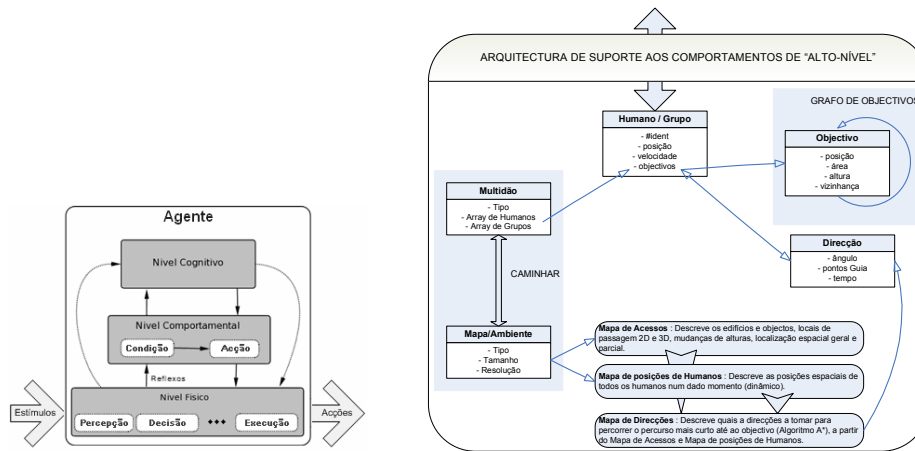 Agente
Nivel Cognitivo
Nivel Comportamental
Condição
Acção
Reflexos
Nivel Fisico
Estímulos
Percepção
Decisão
Execução
Acções
ARQUITECTURA DE SUPORTE AOS COMPORTAMENTOS DE “ALTO-NÍVEL”
Humano / Grupo
- #ident
- posição
- velocidade
- objectivos
GRAFO DE OBJECTIVOS
Objectivo
- posição
- área
- altura
- vizinhança
Multidão
- Tipo
- Array de Humanos
- Array de Grupos
CAMINHAR
Direcção
- ângulo
- pontos Guia
- tempo
Mapa/Ambiente
- Tipo
- Tamanho
- Resolução
Mapa de Acessos : Descreve os edifícios e objectos, locais de
passagem 2D e 3D, mudanças de alturas, localização espacial geral e
parcial.
Mapa de posições de Humanos : Descreve as posições espaciais de
todos os humanos num dado momento (dinâmico).
Mapa de Direcções : Descreve quais a direcções a tomar para
percorrer o percurso mais curto até ao objectivo (Algoritmo A*), a partir
do Mapa de Acessos e Mapa de posições de Humanos.